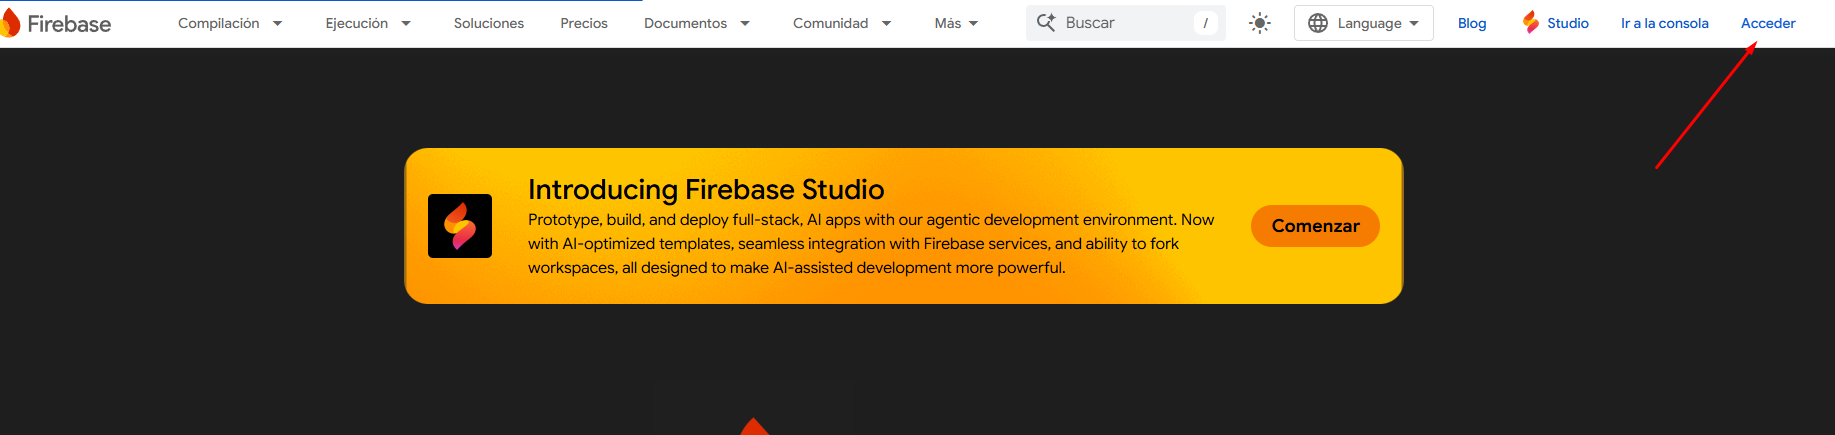 Firebase
Compilación
Ejecución
Soluciones
Precios
Documentos
Comunidad
Más
Buscar
/
Language
Blog
Studio
Ir a la consola
Acceder
Introducing Firebase Studio
Prototype, build, and deploy full-stack, AI apps with our agentic development environment. Now
with AI-optimized templates, seamless integration with Firebase services, and ability to fork
workspaces, all designed to make AI-assisted development more powerful.
Comenzar